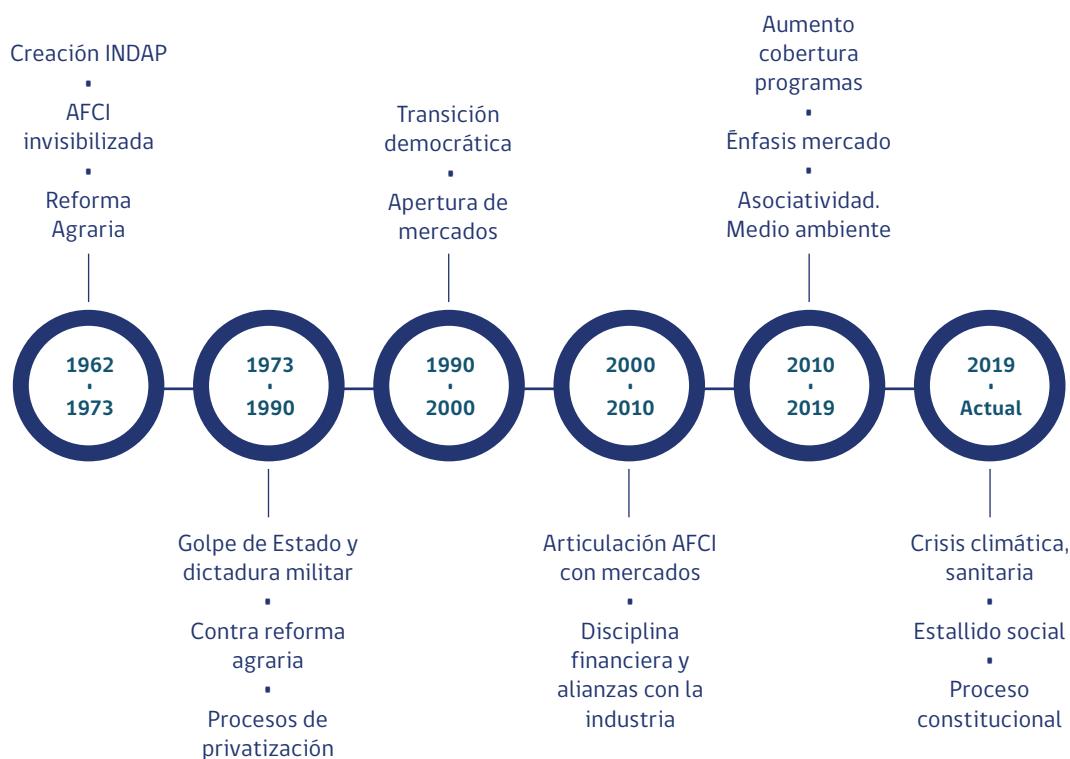 Creación INDAP
·
AFCI
invisibilizada
·
Reforma
Agraria
1962
·
1973
1973
·
1990
Golpe de Estado y
dictadura militar
·
Contra reforma
agraria
·
Procesos de
privatización
Transición
democrática
·
Apertura de
mercados
1990
·
2000
2000
·
2010
Articulación AFCI
con mercados
·
Disciplina
financiera y
alianzas con la
industria
Aumento
cobertura
programas
·
Énfasis mercado
·
Asociatividad.
Medio ambiente
2010
·
2019
2019
·
Actual
Crisis climática,
sanitaria
·
Estallido social
·
Proceso
constitucional